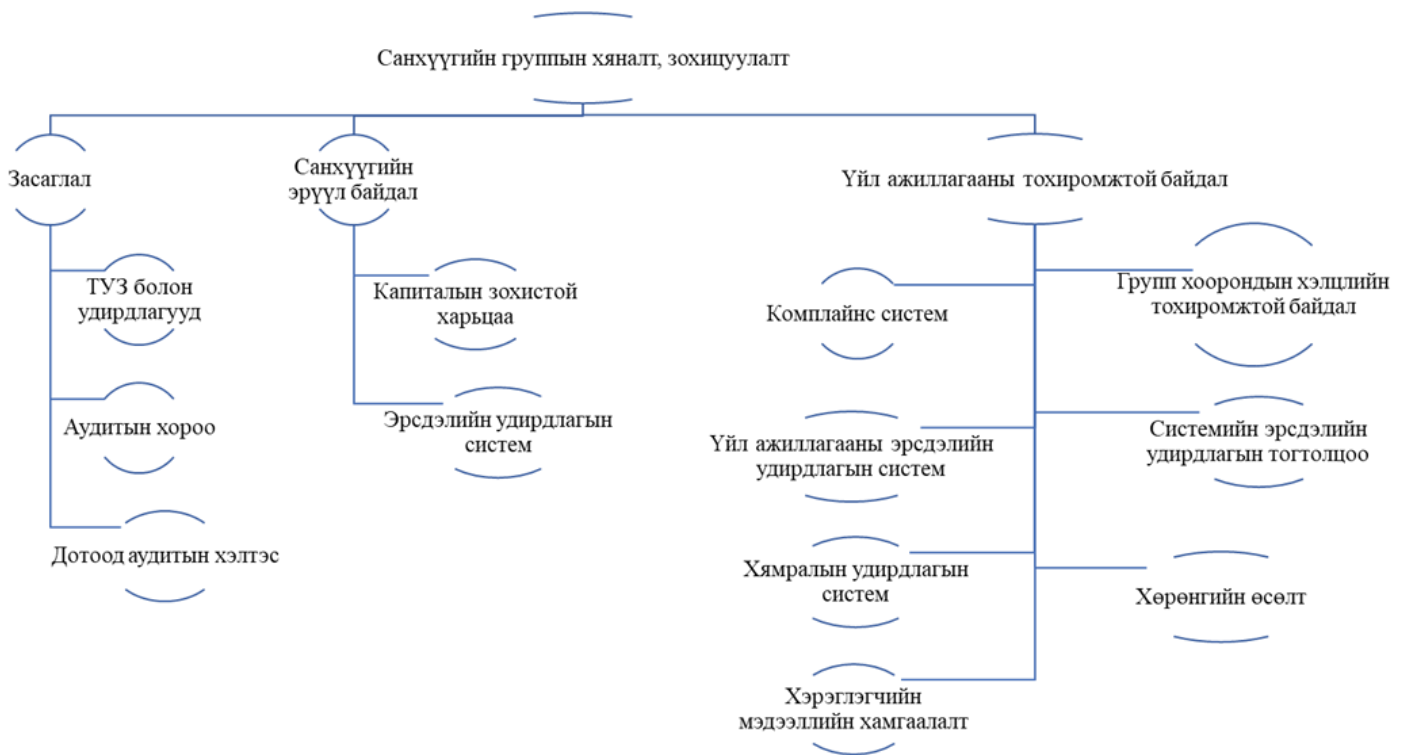 Санхүүгийн группын хяналт, зохицуулалт
Засаглал
Санхүүгийн
эрүүл байдал
Үйл ажиллагааны тохиромжтой байдал
ТУЗ болон
удирдлагууд
Аудитын хороо
Дотоод аудитын хэлтэс
Капиталын зохистой
харьцаа
Эрсдэлийн удирдлагын
систем
Комплайнс систем
Групп хоорондын хэлцлийн
тохиромжтой байдал
Үйл ажиллагааны эрсдэлийн
удирдлагын систем
Системийн эрсдэлийн
удирдлагын тогтолцоо
Хямралын удирдлагын
систем
Хөрөнгийн өсөлт
Хэрэглэгчийн
мэдээллийн хамгаалалт